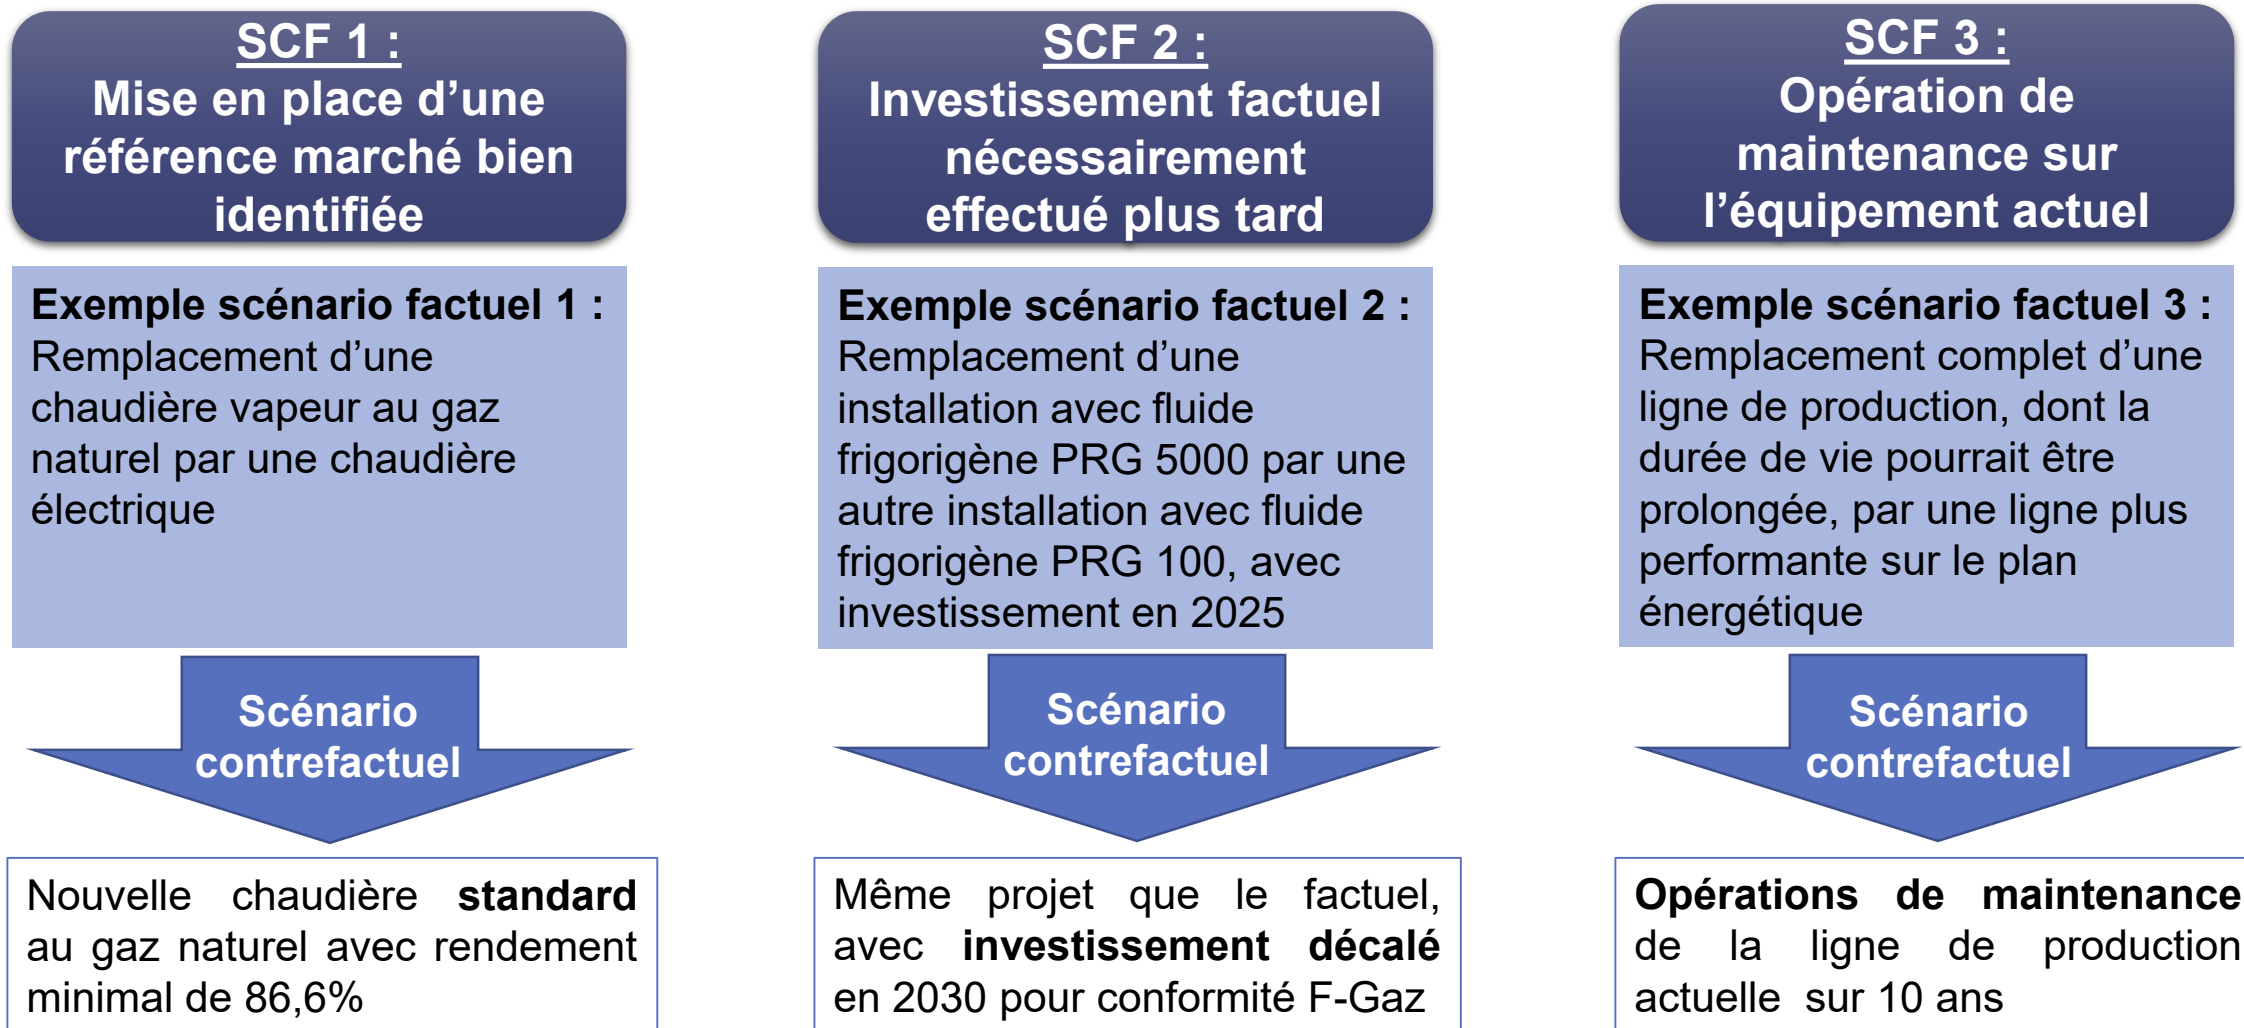 SCF 1 :
Mise en place d’une
référence marché bien
identifiée
Exemple scénario factuel 1 :
Remplacement d’une
chaudière vapeur au gaz
naturel par une chaudière
électrique
Scénario
contrefactuel
Nouvelle chaudière standard
au gaz naturel avec rendement
minimal de 86,6%
SCF 2 :
Investissement factuel
nécessairement
effectué plus tard
Exemple scénario factuel 2 :
Remplacement d’une
installation avec fluide
frigorigène PRG 5000 par une
autre installation avec fluide
frigorigène PRG 100, avec
investissement en 2025
Scénario
contrefactuel
Même projet que le factuel,
avec investissement décalé
en 2030 pour conformité F-Gaz
SCF 3 :
Opération de
maintenance sur
l’équipement actuel
Exemple scénario factuel 3 :
Remplacement complet d’une
ligne de production, dont la
durée de vie pourrait être
prolongée, par une ligne plus
performante sur le plan
énergétique
Scénario
contrefactuel
Opérations de maintenance
de la ligne de production
actuelle sur 10 ans